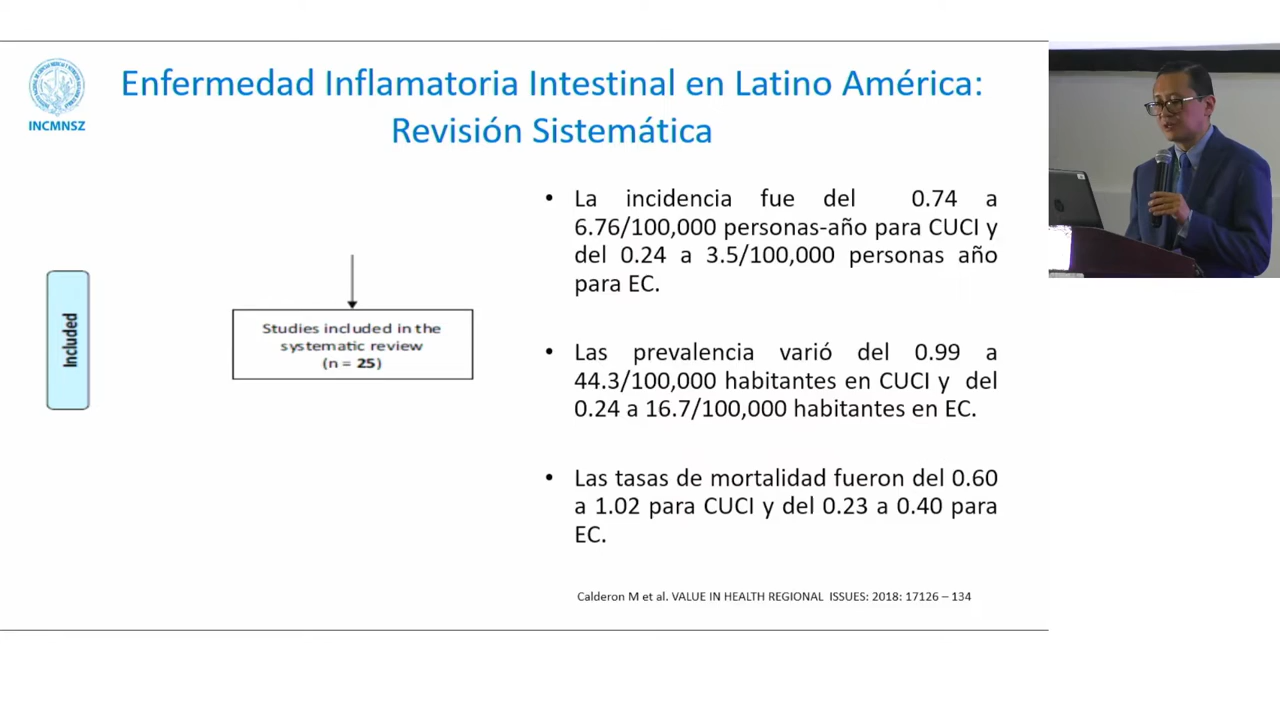 Enfermedad Inflamatoria Intestinal en Latino América:
Revisión Sistemática
INCMNSZ
Included
Studies included in the
systematic review
(n = 25)
• La incidencia fue del 0.74 a
6.76/100,000 personas-año para CUCI y
del 0.24 a 3.5/100,000 personas año
para EC.
• Las prevalencia varió del 0.99 a
44.3/100,000 habitantes en CUCI y del
0.24 a 16.7/100,000 habitantes en EC.
• Las tasas de mortalidad fueron del 0.60
a 1.02 para CUCI y del 0.23 a 0.40 para
EC.
Calderon M et al. VALUE IN HEALTH REGIONAL ISSUES: 2018: 17126 – 134